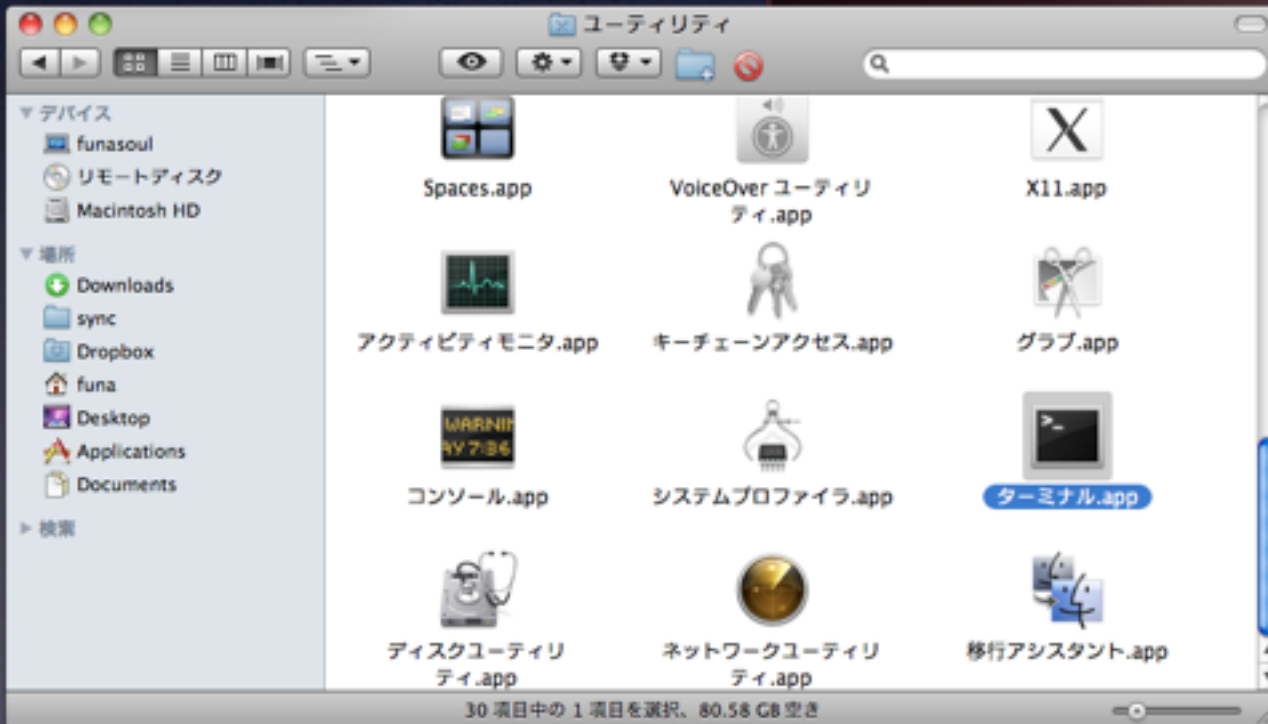 ユーティリティ
デバイス
funasoul
リモートディスク
Macintosh HD
場所
Downloads
sync
Dropbox
funa
Desktop
Applications
Documents
検索
Spaces.app
VoiceOver ユーティリ
ティ.app
X11.app
アクティビティモニタ.app
キーチェーンアクセス.app
グラブ.app
WARNIN
AY 7:36
コンソール.app
システムプロファイラ.app
>_
ターミナル.app
ディスクユーティリ
ティ.app
ネットワークユーティリ
ティ.app
移行アシスタント.app
30 項目中の 1 項目を選択、80.58 GB 空き